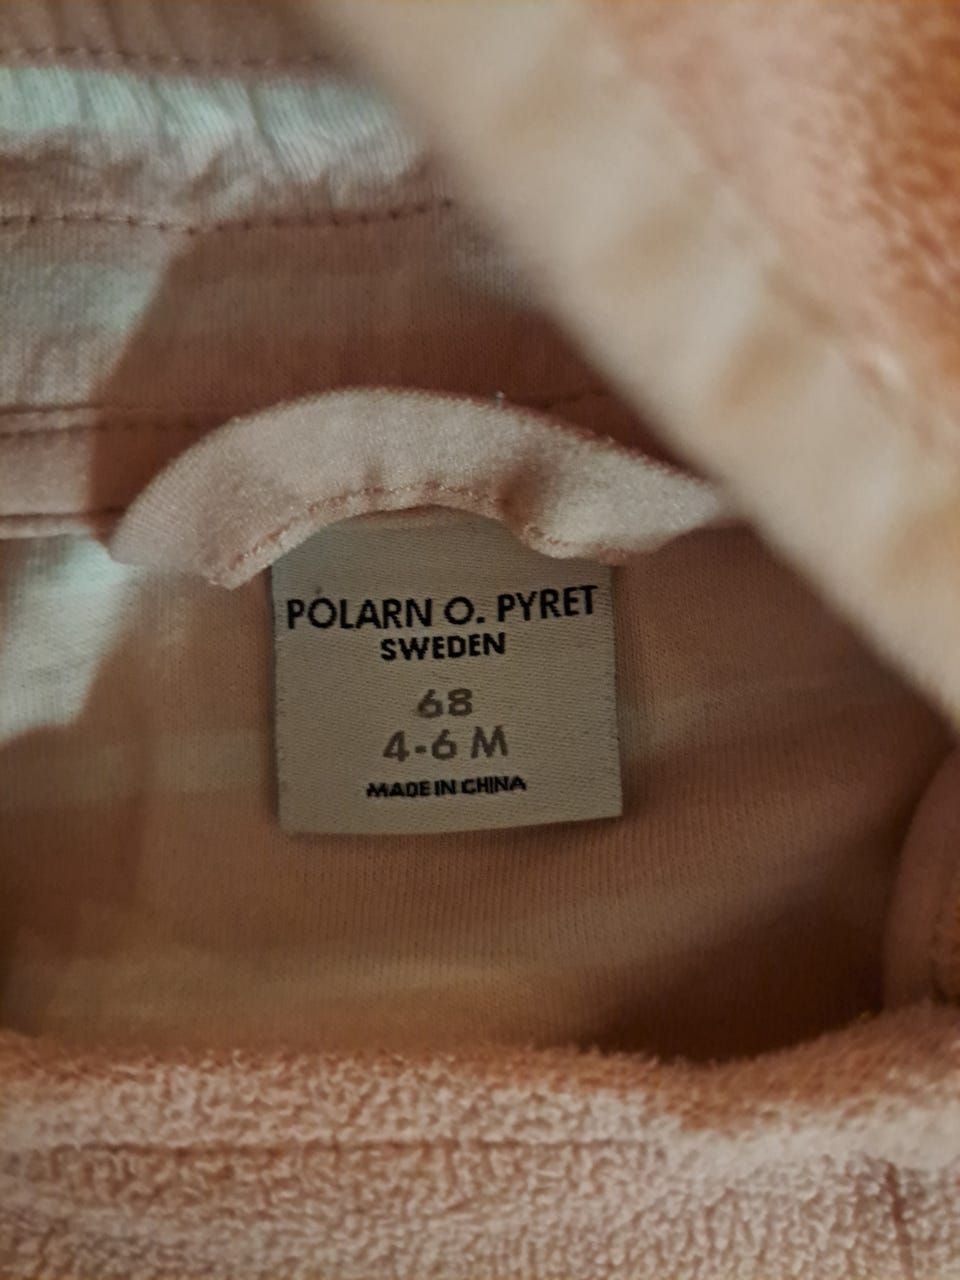 POLARN O. PYRET
SWEDEN
68
4-6 M
MADE IN CHINA